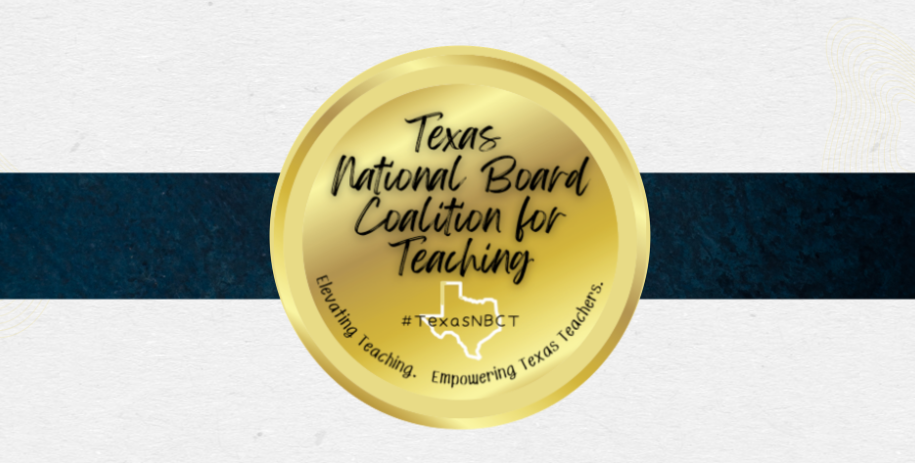 Texas
National Board
Coalition for
Teaching
#TexasNBCT
Elevating Teaching. Empowering Texas Teachers.